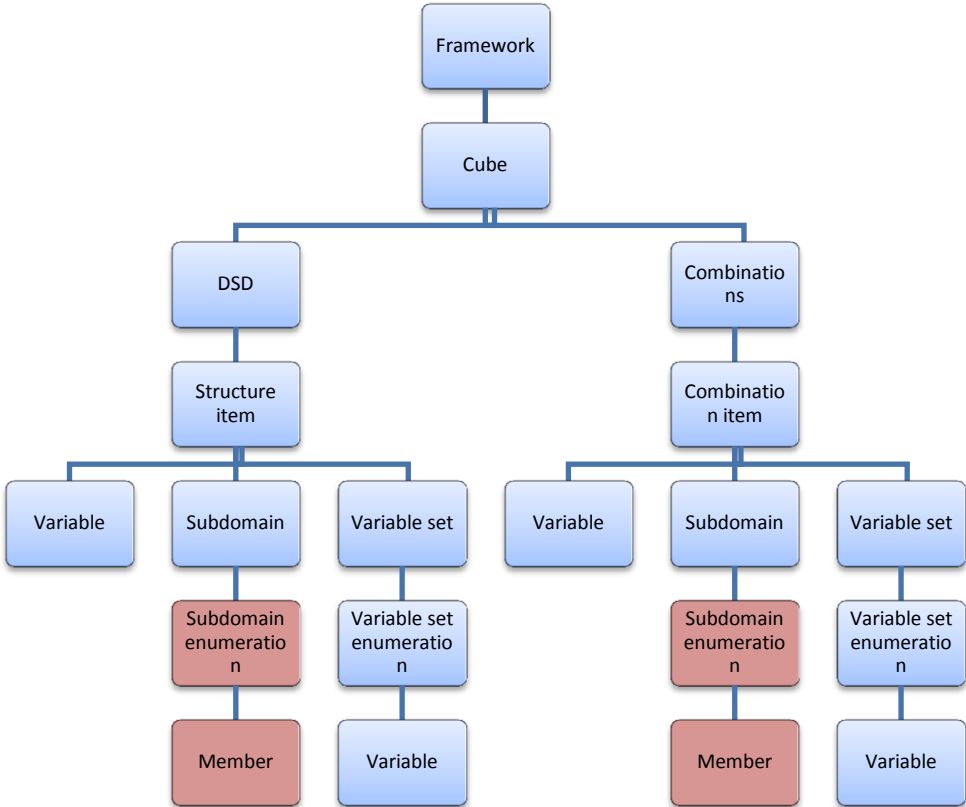 Framework
Cube
DSD
Combinatio
ns
Structure
item
Combinatio
n item
Variable
Subdomain
Variable set
Variable
Subdomain
Variable set
Subdomain
enumeratio
n
Variable set
enumeratio
n
Subdomain
enumeratio
n
Variable set
enumeratio
n
Member
Variable
Member
Variable